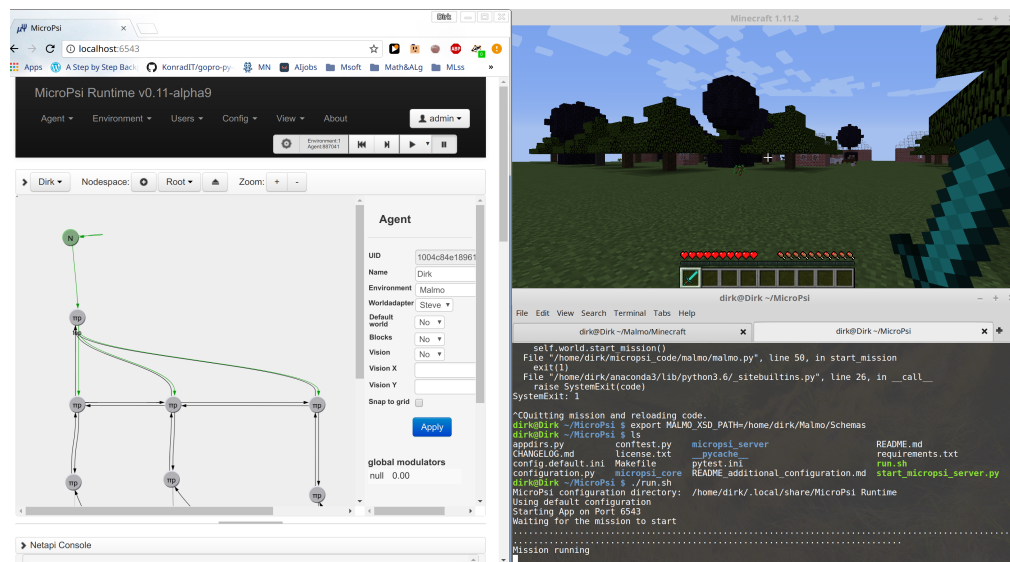 Dirk
MicroPsi
localhost:6543
Apps
A Step by Step Back
KonradIT/gopro-py
MN
AIjobs
Msoft
Math&ALg
MLss
»
MicroPsi Runtime v0.11-alpha9
Agent
Environment
Users
Config
View
About
admin
Environment:1
Agent:887041
Dirk
Nodespace:
Root
Zoom:
+
-
N
πp
πp
πp
πp
πp
πp
πp
Agent
UID
1004c84e18961
Name
Dirk
Environment
Malmo
Worldadapter
Steve
Default
world
No
Blocks
No
Vision
No
Vision X
Vision Y
Snap to grid
Apply
global modulators
null 0.00
Netapi Console
Minecraft 1.11.2
dirk@Dirk ~/MicroPsi
File Edit View Search Terminal Tabs Help
dirk@Dirk ~/Malmo/Minecraft
dirk@Dirk ~/MicroPsi
self.world.start_mission()
File "/home/dirk/micropsi_code/malmo/malmo.py", line 50, in start_mission
exit(1)
File "/home/dirk/anaconda3/lib/python3.6/_sitebuiltins.py", line 26, in __call__
raise SystemExit(code)
SystemExit: 1
^CQuitting mission and reloading code.
dirk@Dirk ~/MicroPsi $ export MALMO_XSD_PATH=/home/dirk/Malmo/Schemas
dirk@Dirk ~/MicroPsi $ ls
appdirs.py conftest.py micropsi_server README.md
CHANGELOG.md license.txt __pycache__ requirements.txt
config.default.ini Makefile pytest.ini run.sh
configuration.py micropsi_core README_additional_configuration.md start_micropsi_server.py
dirk@Dirk ~/MicroPsi $ ./run.sh
MicroPsi configuration directory: /home/dirk/.local/share/MicroPsi Runtime
Using default configuration
Starting App on Port 6543
Waiting for the mission to start
Mission running